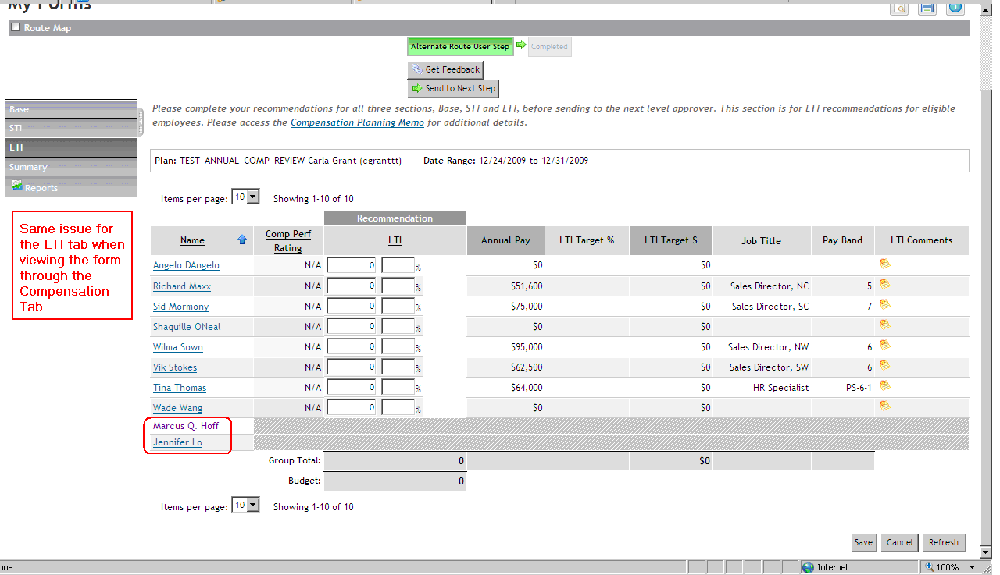 My Forms
Route Map
Alternate Route User Step Completed
Get Feedback
Send to Next Step
Base
STI
LTI
Summary
Reports
Please complete your recommendations for all three sections, Base, STI and LTI, before sending to the next level approver. This section is for LTI recommendations for eligible
employees. Please access the Compensation Planning Memo for additional details.
Plan: TEST_ANNUAL_COMP_REVIEW Carla Grant (cgranttt) Date Range: 12/24/2009 to 12/31/2009
Items per page: 10 Showing 1-10 of 10
Same issue for
the LTI tab when
viewing the form
through the
Compensation
Tab
Recommendation
Name Comp Perf Rating LTI Annual Pay LTI Target % LTI Target $ Job Title Pay Band LTI Comments
Angelo DAngelo N/A 0 % $0 $0
Richard Maxx N/A 0 % $51,600 $0 Sales Director, NC 5
Sid Mormony N/A 0 % $75,000 $0 Sales Director, SC 7
Shaquille ONeal N/A 0 % $0 $0
Wilma Sown N/A 0 % $95,000 $0 Sales Director, NW 6
Vik Stokes N/A 0 % $62,500 $0 Sales Director, SW 6
Tina Thomas N/A 0 % $64,000 $0 HR Specialist PS-6-1
Wade Wang N/A 0 % $0 $0
Marcus Q. Hoff
Jennifer Lo
Group Total: 0 $0
Budget: 0
Items per page: 10 Showing 1-10 of 10
Save Cancel Refresh
one Internet 100%